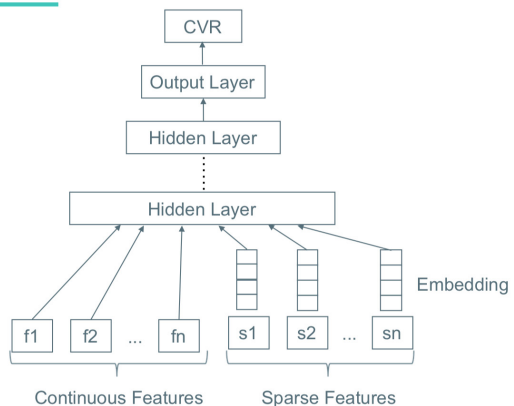 CVR
Output Layer
Hidden Layer
Hidden Layer
Embedding
f1 f2 ... fn s1 s2 ... sn
Continuous Features Sparse Features